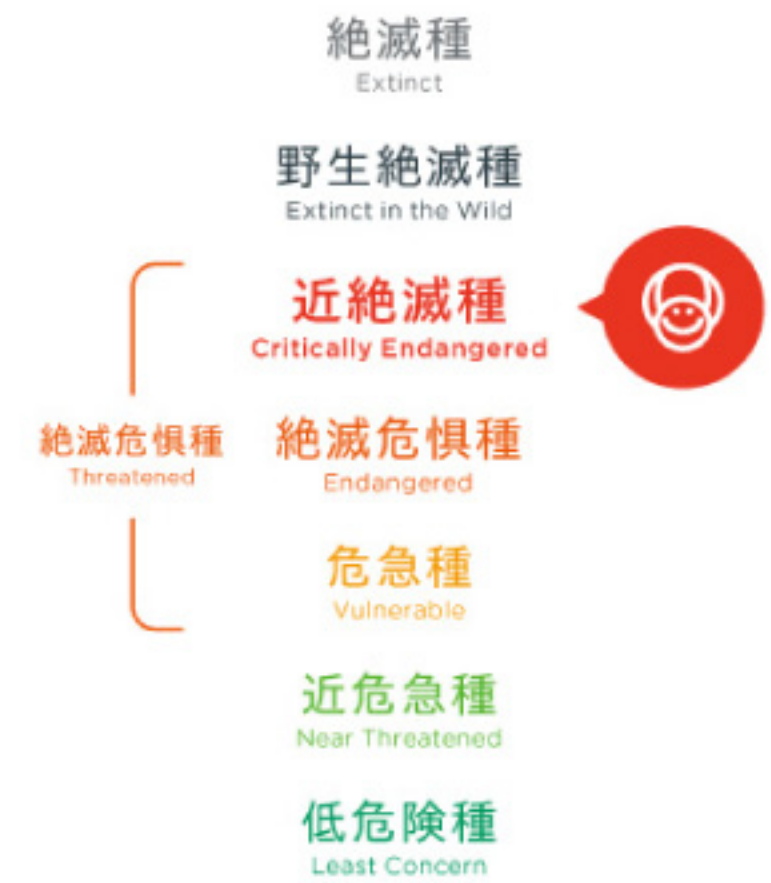 絶滅種
Extinct
野生絶滅種
Extinct in the Wild
近絶滅種
Critically Endangered
絶滅危惧種
Threatened
絶滅危惧種
Endangered
危急種
Vulnerable
近危急種
Near Threatened
低危険種
Least Concern